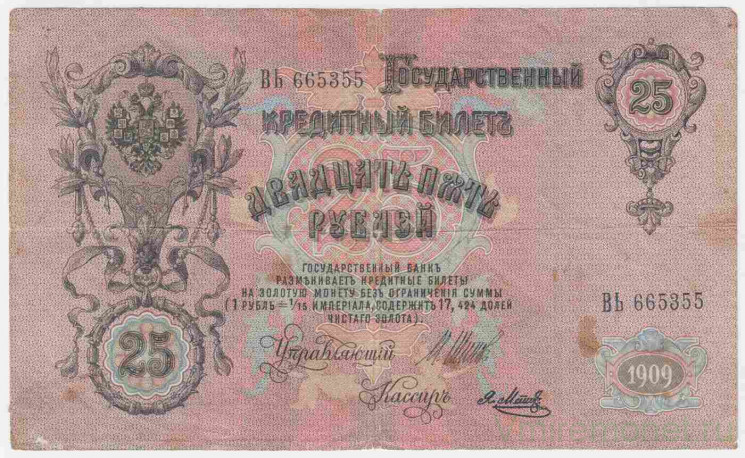 ВЬ 665355
Государственный
25
Кредитный билетъ
Двадцать пять
рублей
Государственный банкъ
размѣниваетъ кредитные билеты
на золотую монету безъ ограниченія суммы
(1 рубль = 1/15 имперіала, содержитъ 17, 424 долей
чистаго золота).
ВЬ 665355
Управляющій
25
Кассиръ
1909